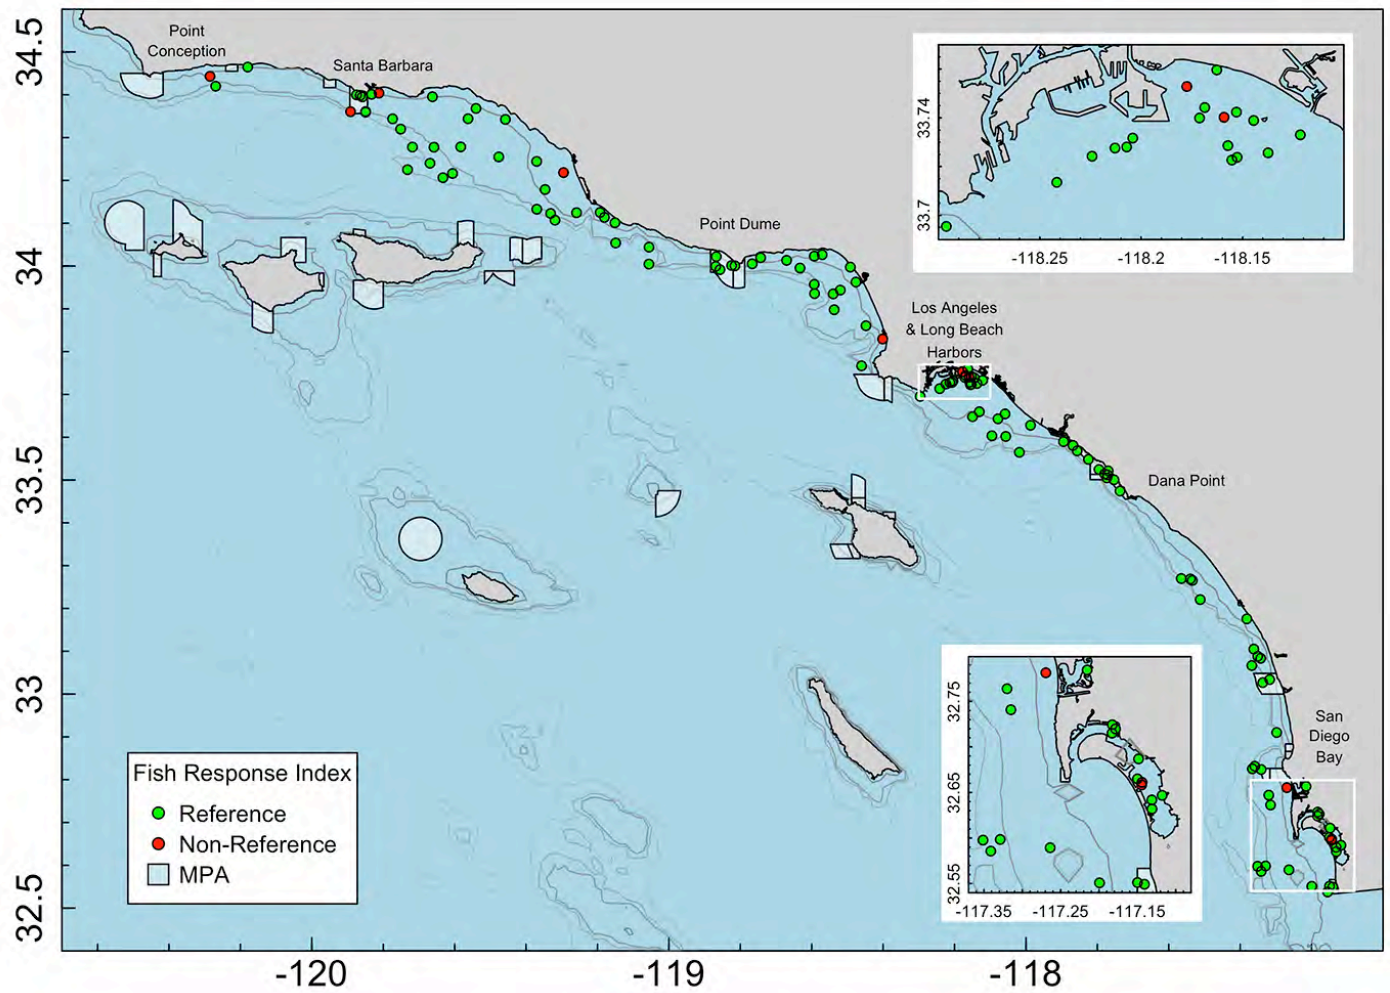 Point
Conception
Santa Barbara
Point Dume
Los Angeles
& Long Beach
Harbors
Dana Point
San
Diego
Bay
34.5
34
33.5
33
32.5
-120
-119
-118
33.74
33.7
-118.25
-118.2
-118.15
32.75
32.65
32.55
-117.35
-117.25
-117.15
Fish Response Index
Reference
Non-Reference
MPA